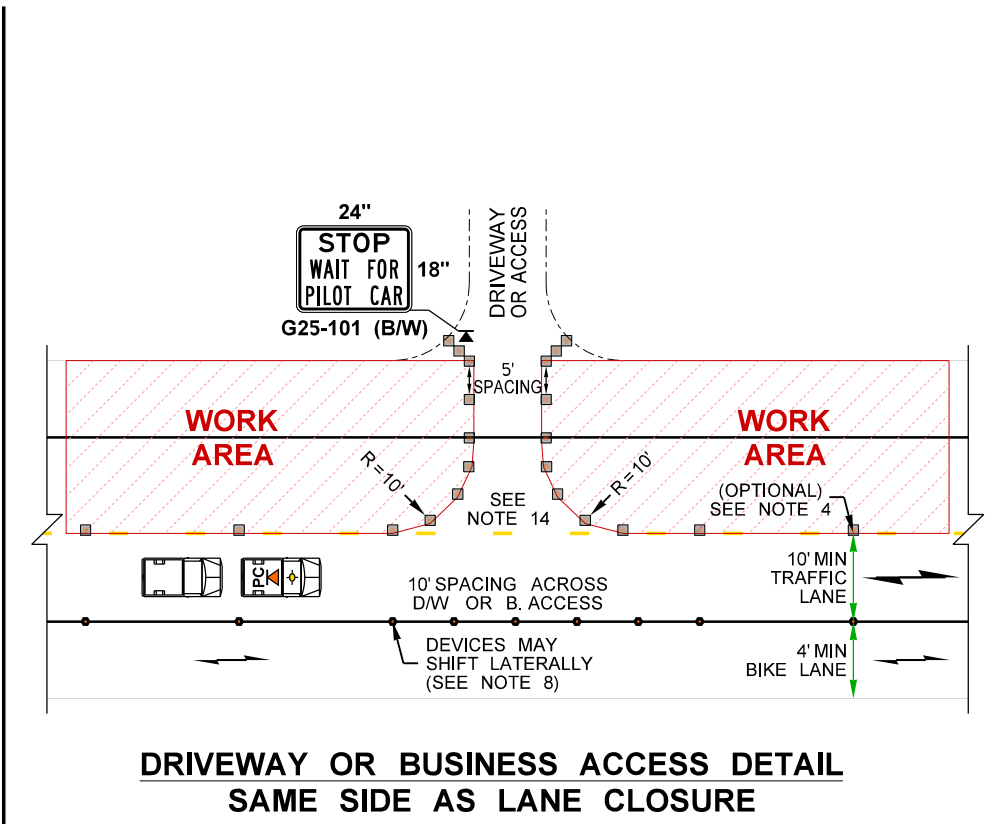 24"
STOP
WAIT FOR
PILOT CAR
18"
G25-101 (B/W)
DRIVEWAY
OR ACCESS
5'
SPACING
WORK
AREA
WORK
AREA
R=10'
R=10'
SEE
NOTE 14
(OPTIONAL)
SEE NOTE 4
PC
10' SPACING ACROSS
D/W OR B. ACCESS
10' MIN
TRAFFIC
LANE
DEVICES MAY
SHIFT LATERALLY
(SEE NOTE 8)
4' MIN
BIKE LANE
DRIVEWAY OR BUSINESS ACCESS DETAIL
SAME SIDE AS LANE CLOSURE